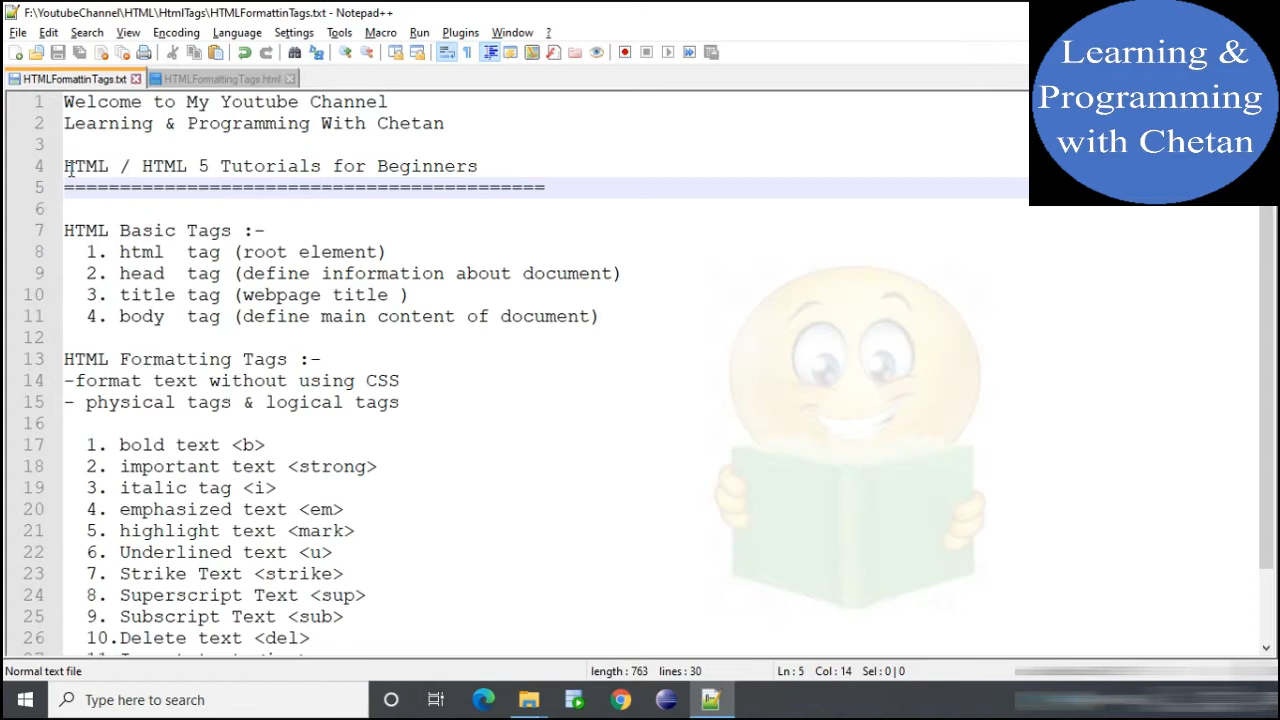 F:\YoutubeChannel\HTML\HtmlTags\HTMLFormattinTags.txt - Notepad++
File Edit Search View Encoding Language Settings Tools Macro Run Plugins Window ?
HTMLFormattinTags.txt HTMLFormattingTags.html
Learning &
Programming
with Chetan
1 Welcome to My Youtube Channel
2 Learning & Programming With Chetan
3
4 HTML / HTML 5 Tutorials for Beginners
5 ===========================================
6
7 HTML Basic Tags :-
8 1. html tag (root element)
9 2. head tag (define information about document)
10 3. title tag (webpage title )
11 4. body tag (define main content of document)
12
13 HTML Formatting Tags :-
14 -format text without using CSS
15 - physical tags & logical tags
16
17 1. bold text <b>
18 2. important text <strong>
19 3. italic tag <i>
20 4. emphasized text <em>
21 5. highlight text <mark>
22 6. Underlined text <u>
23 7. Strike Text <strike>
24 8. Superscript Text <sup>
25 9. Subscript Text <sub>
26 10.Delete text <del>
Normal text file length : 763 lines : 30 Ln : 5 Col : 14 Sel : 0 | 0
Type here to search